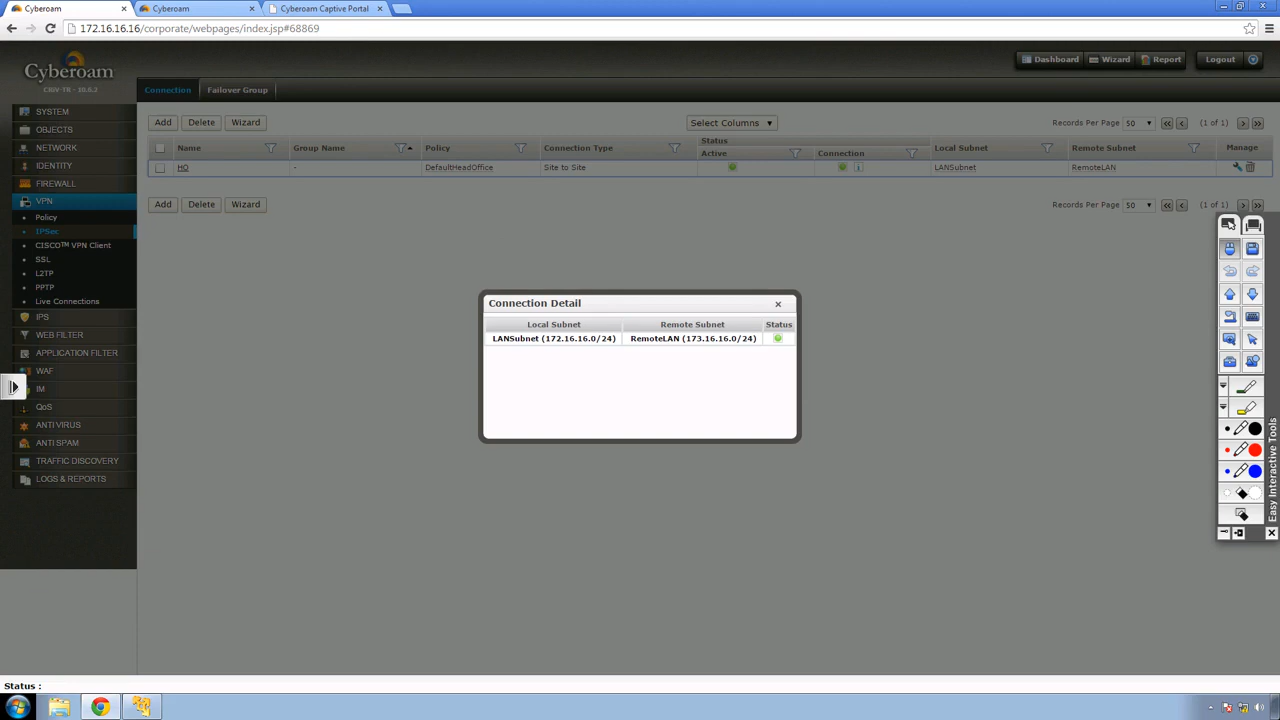 Cyberoam
Cyberoam
Cyberoam Captive Portal
172.16.16.16/corporate/webpages/index.jsp#68869
Cyberoam
Dashboard
Wizard
Report
Logout
Connection
Failover Group
SYSTEM
OBJECTS
NETWORK
IDENTITY
FIREWALL
VPN
Policy
IPSec
CISCO™ VPN Client
SSL
L2TP
PPTP
Live Connections
IPS
WEB FILTER
APPLICATION FILTER
WAF
IM
QoS
ANTI VIRUS
ANTI SPAM
TRAFFIC DISCOVERY
LOGS & REPORTS
Add
Delete
Wizard
Select Columns
Records Per Page
50
(1 of 1)
Name
Group Name
Policy
Connection Type
Status
Active
Connection
Local Subnet
Remote Subnet
Manage
HO
-
DefaultHeadOffice
Site to Site
LANSubnet
RemoteLAN
Add
Delete
Wizard
Records Per Page
50
(1 of 1)
Connection Detail
Local Subnet
Remote Subnet
Status
LANSubnet (172.16.16.0/24)
RemoteLAN (173.16.16.0/24)
Easy Interactive Tools
Status :